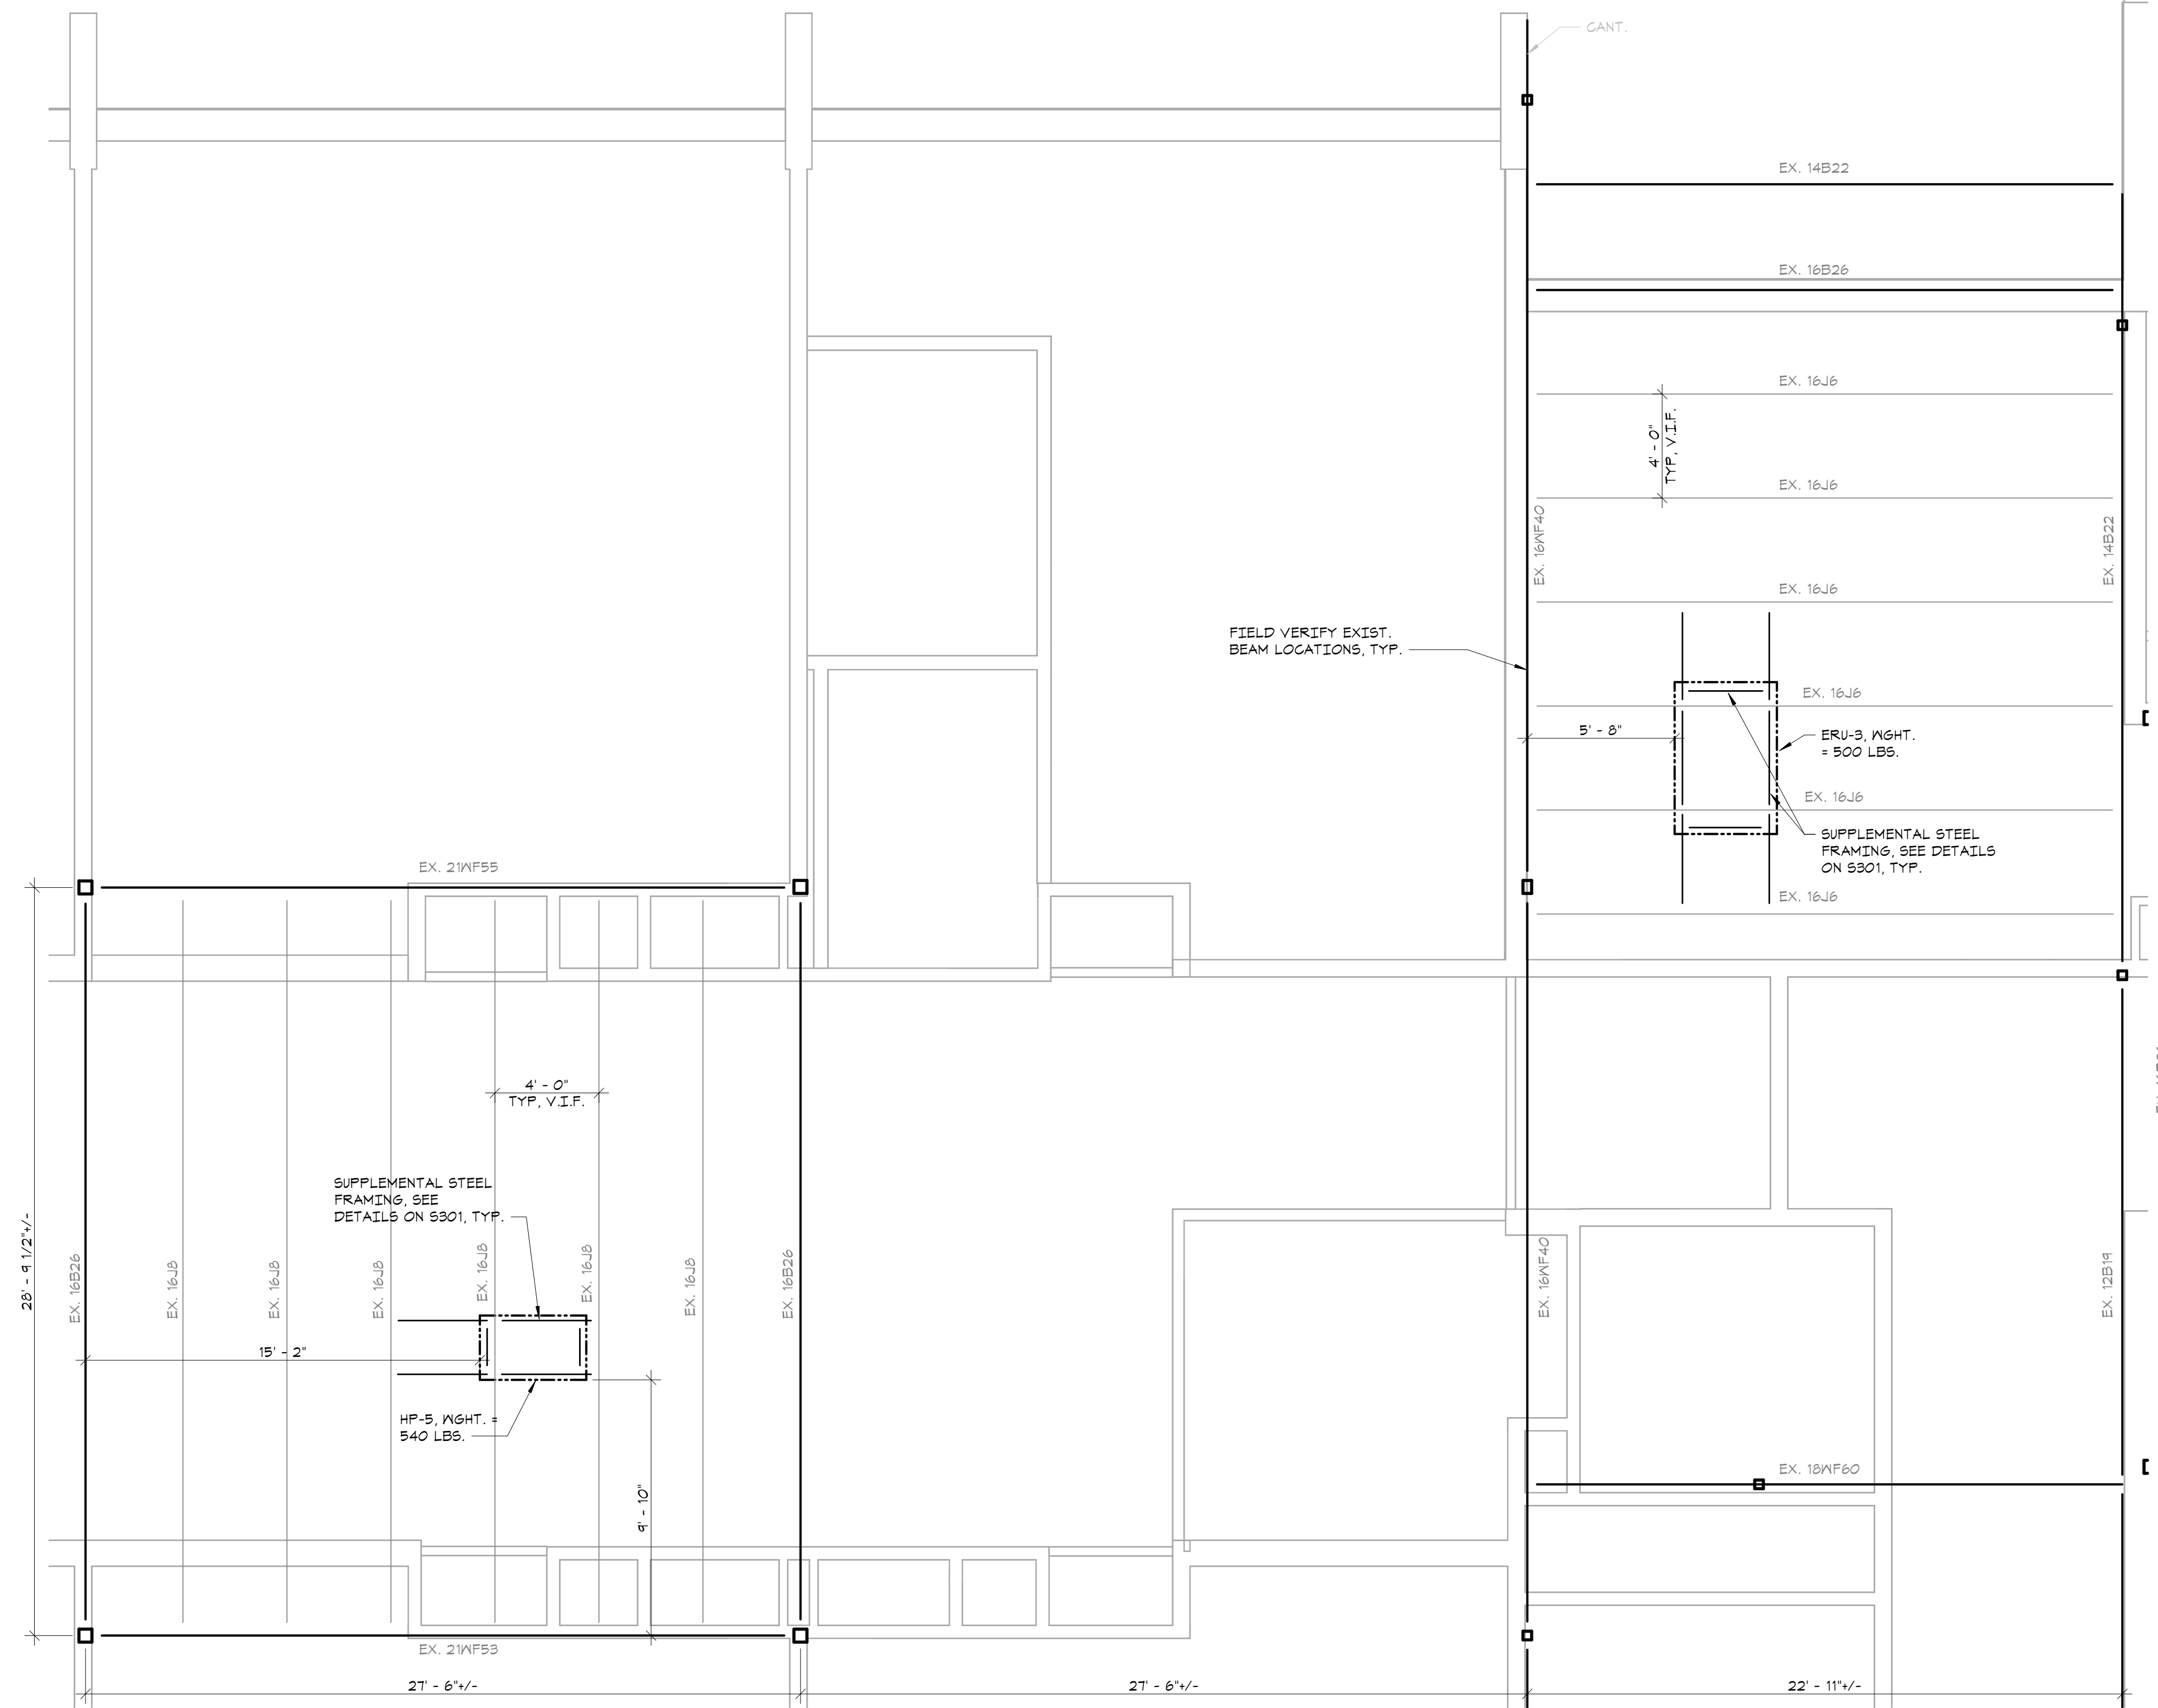 CANT.
EX. 14B22
EX. 16B26
EX. 16J6
4' - 0"
TYP, V.I.F.
EX. 16J6
EX. 16WF40
EX. 14B22
EX. 16J6
FIELD VERIFY EXIST.
BEAM LOCATIONS, TYP.
EX. 16J6
5' - 8"
ERU-3, WGHT.
= 500 LBS.
EX. 16J6
SUPPLEMENTAL STEEL
FRAMING, SEE DETAILS
ON S301, TYP.
EX. 16J6
EX. 21WF55
4' - 0"
TYP, V.I.F.
SUPPLEMENTAL STEEL
FRAMING, SEE
DETAILS ON S301, TYP.
28' - 9 1/2"+/-
EX. 16B26
EX. 16J8
EX. 16J8
EX. 16J8
EX. 16J8
EX. 16J8
EX. 16J8
EX. 16B26
EX. 16WF40
EX. 12B19
15' - 2"
HP-5, WGHT. =
540 LBS.
9' - 10"
EX. 18WF60
EX. 21WF53
27' - 6"+/-
27' - 6"+/-
22' - 11"+/-